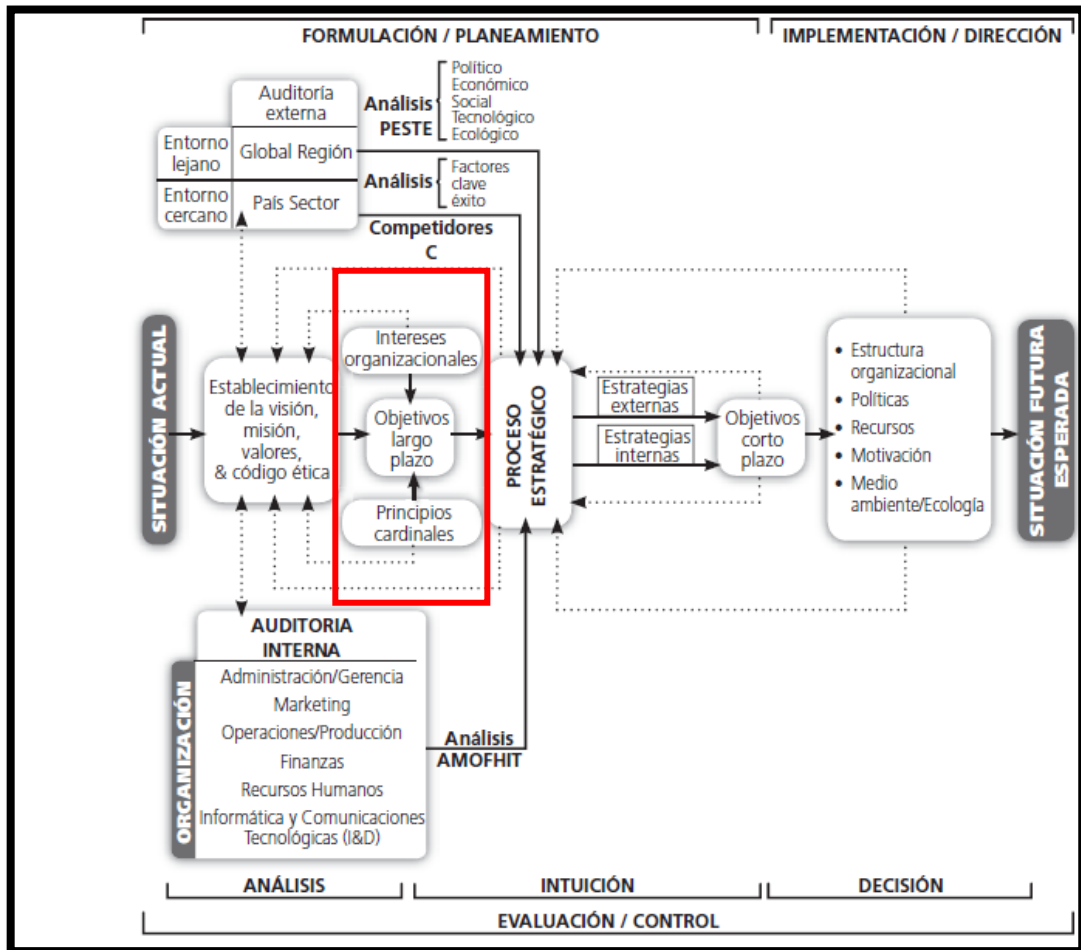 FORMULACIÓN / PLANEAMIENTO
IMPLEMENTACIÓN / DIRECCIÓN
Auditoría
externa
Entorno
lejano
Global Región
Entorno
cercano
País Sector
Análisis
PESTE
Político
Económico
Social
Tecnológico
Ecológico
Análisis
Factores
clave
éxito
Competidores
C
SITUACIÓN ACTUAL
Establecimiento
de la visión,
misión,
valores,
& código ética
Intereses
organizacionales
Objetivos
largo
plazo
Principios
cardinales
PROCESO
ESTRATÉGICO
Estrategias
externas
Estrategias
internas
Objetivos
corto
plazo
• Estructura
organizacional
• Políticas
• Recursos
• Motivación
• Medio
ambiente/Ecología
SITUACIÓN FUTURA
ESPERADA
ORGANIZACIÓN
AUDITORIA
INTERNA
Administración/Gerencia
Marketing
Operaciones/Producción
Finanzas
Recursos Humanos
Informática y Comunicaciones
Tecnológicas (I&D)
Análisis
AMOFHIT
ANÁLISIS
INTUICIÓN
DECISIÓN
EVALUACIÓN / CONTROL